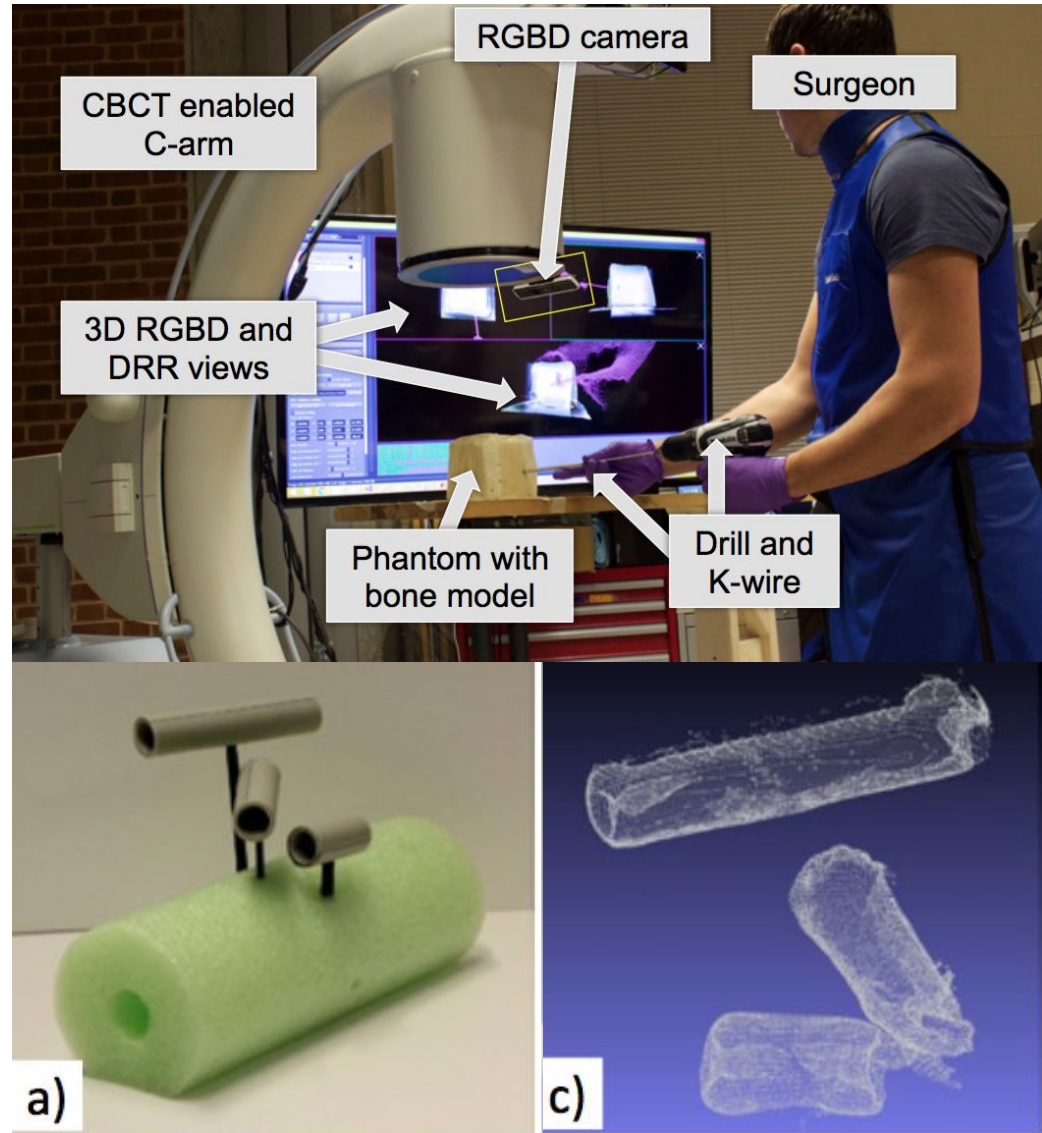 RGBD camera
Surgeon
CBCT enabled
C-arm
3D RGBD and
DRR views
Phantom with
bone model
Drill and
K-wire
a)
c)